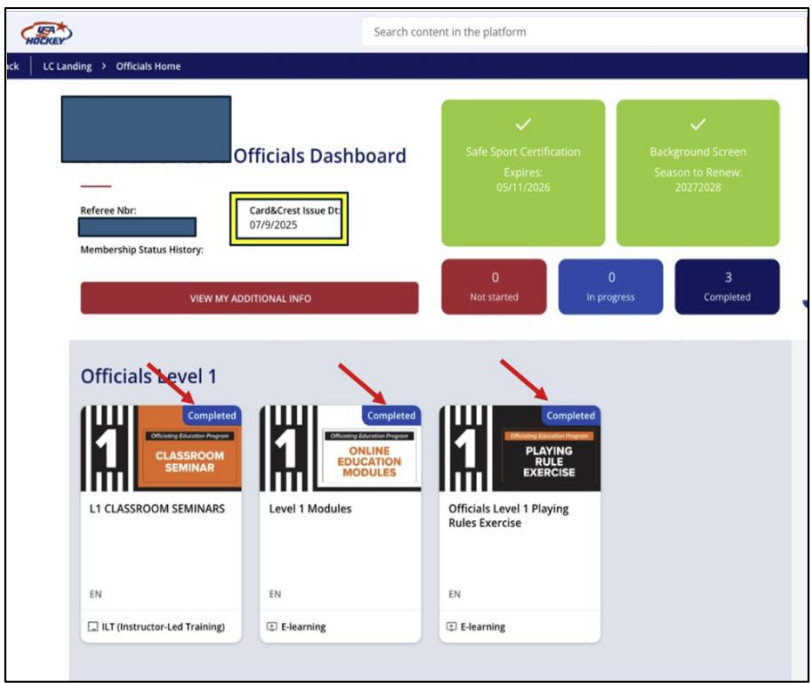 USA
HOCKEY
Search content in the platform
ck
LC Landing > Officials Home
Officials Dashboard
Referee Nbr:
Card&Crest Issue Dt:
07/9/2025
Membership Status History:
VIEW MY ADDITIONAL INFO
Safe Sport Certification
Expires:
05/11/2026
Background Screen
Season to Renew:
20272028
0
Not started
0
In progress
3
Completed
Officials Level 1
Completed
1
Officiating Education Program
CLASSROOM
SEMINAR
L1 CLASSROOM SEMINARS
EN
ILT (Instructor-Led Training)
Completed
1
Officiating Education Program
ONLINE
EDUCATION
MODULES
Level 1 Modules
EN
E-learning
Completed
1
Officiating Education Program
PLAYING
RULE
EXERCISE
Officials Level 1 Playing
Rules Exercise
EN
E-learning